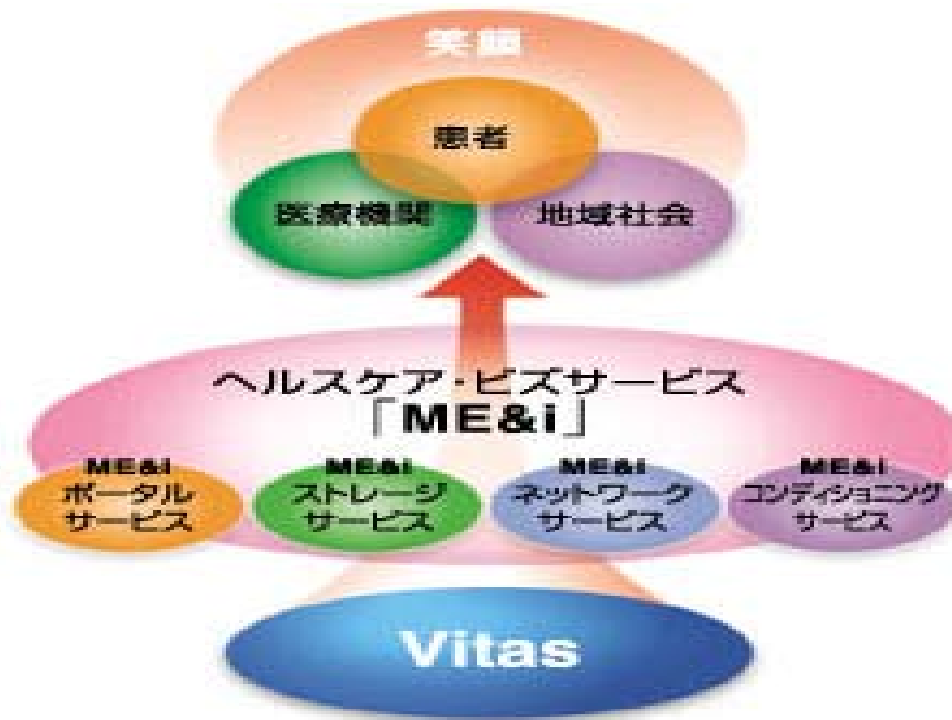 笑顔
患者
医療機関
地域社会
ヘルスケア・ビズサービス
「ME&i」
ME&i
ポータル
サービス
ME&i
ストレージ
サービス
ME&i
ネットワーク
サービス
ME&i
コンディショニング
サービス
Vitas